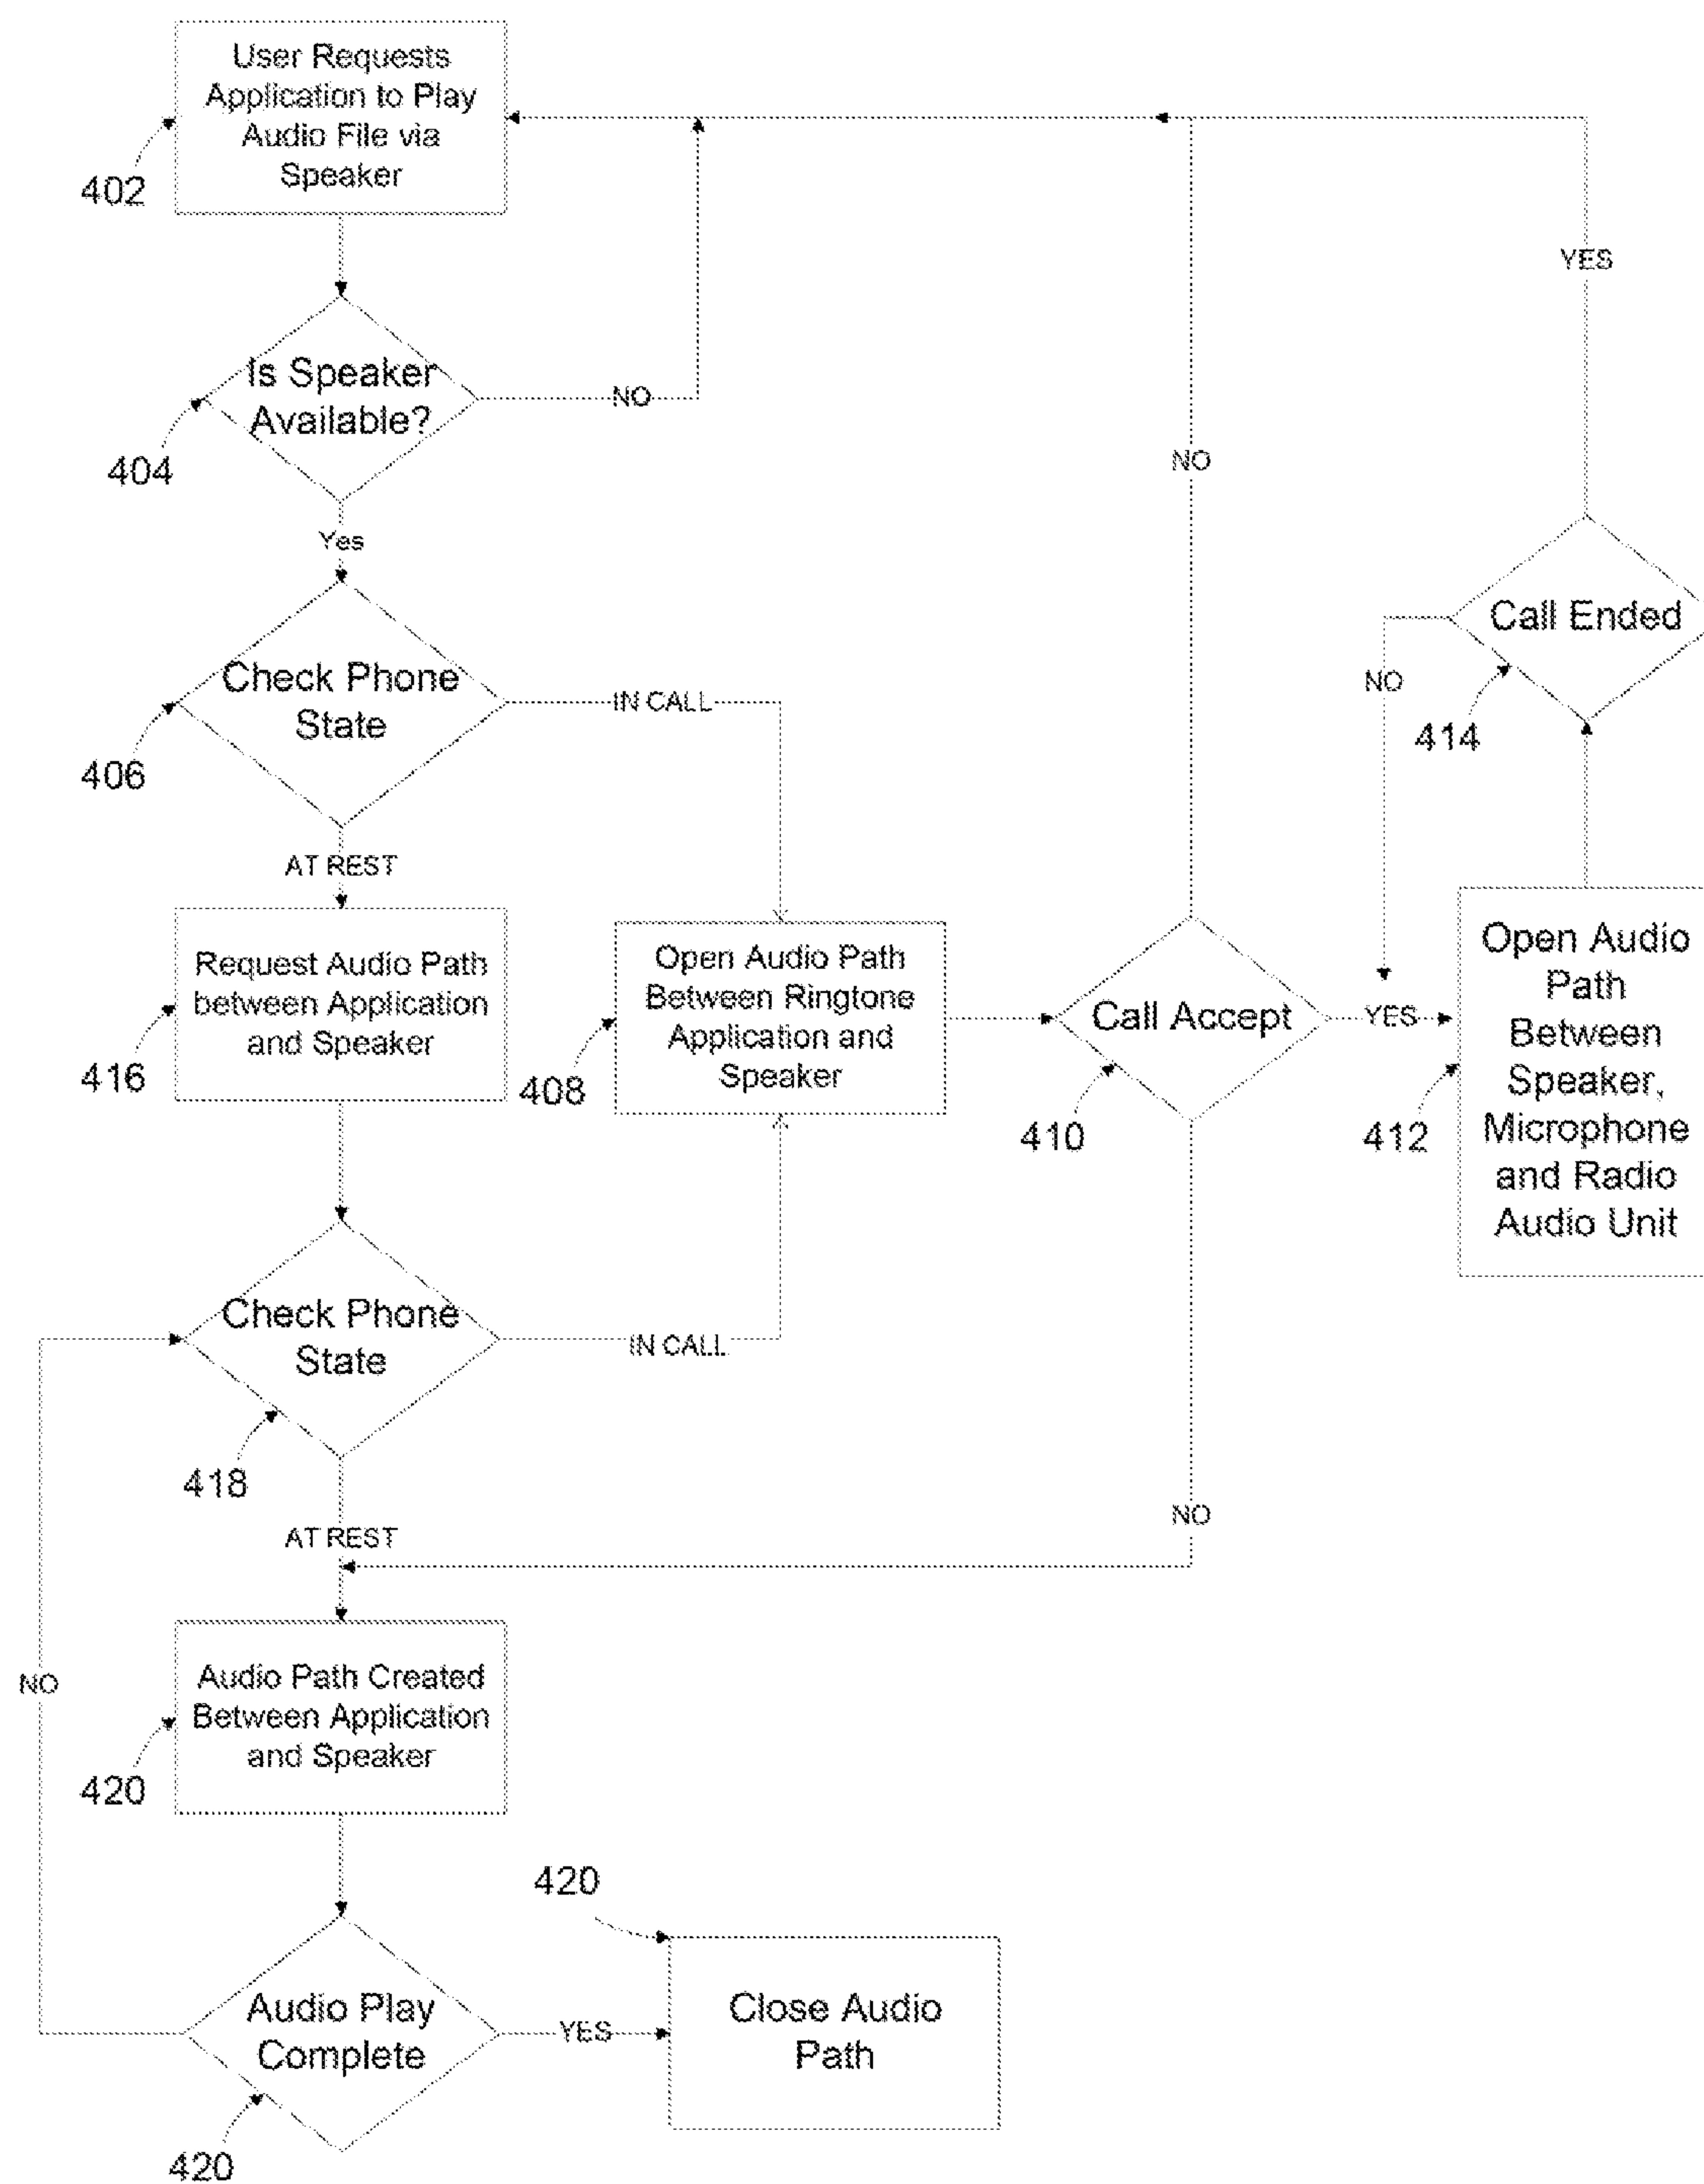 User Requests
Application to Play
Audio File via
Speaker
402
YES
Is Speaker
Available?
NO
404
NO
Yes
Call Ended
414
NO
Check Phone
State
IN CALL
406
AT REST
Request Audio Path
between Application
and Speaker
416
Open Audio Path
Between Ringtone
Application and
Speaker
408
Call Accept
410
YES
Open Audio
Path
Between
Speaker,
Microphone
and Radio
Audio Unit
412
Check Phone
State
IN CALL
418
AT REST
NO
NO
Audio Path Created
Between Application
and Speaker
420
420
Audio Play
Complete
YES
Close Audio
Path
420